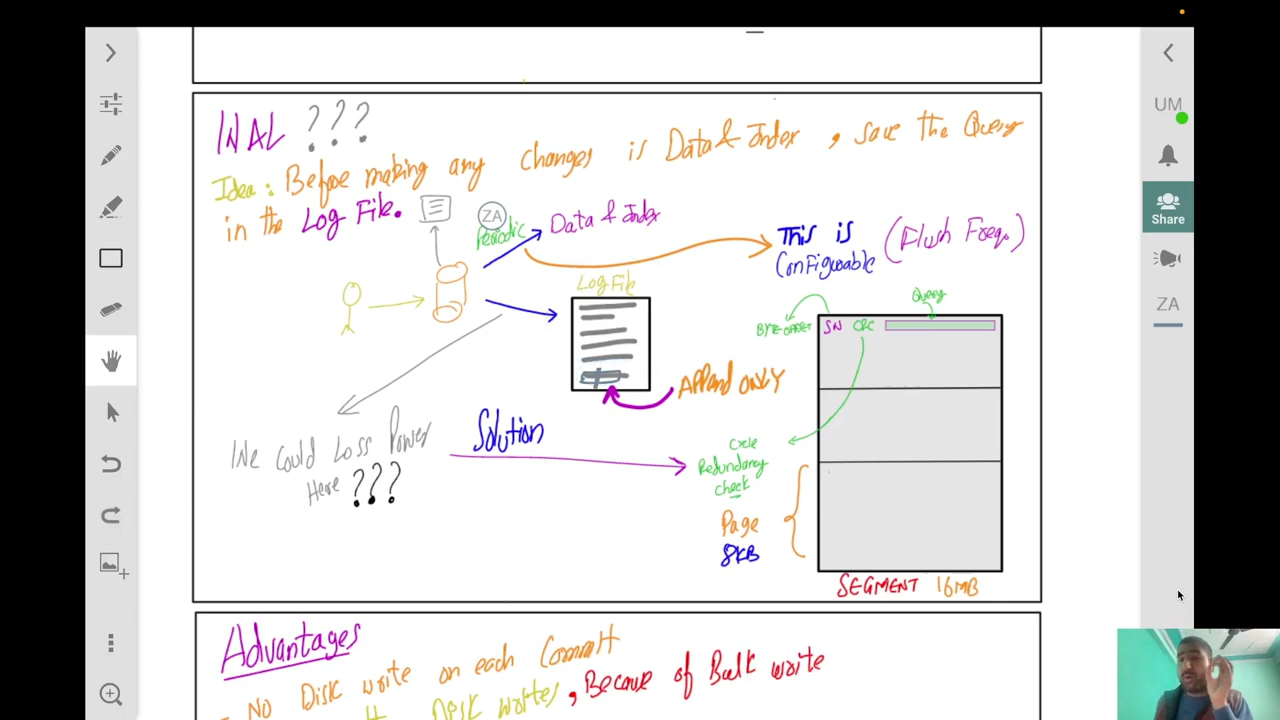 WAL ???
Idea: Before making any changes is Data & Index , save the Query
in the Log File.
ZA
Periodic
Data & Index
This is
Configurable
(Flush Freq.)
Log File
Query
BYTE OFFSET
SN CRC
APPend ONLY
We Could Loss Power
Here ???
Solution
Cycle
Redundancy
check
Page
8KB
SEGMENT 16MB
Advantages
- No Disk write on each Commit
Disk writes, Because of Bulk write
UM
Share
ZA